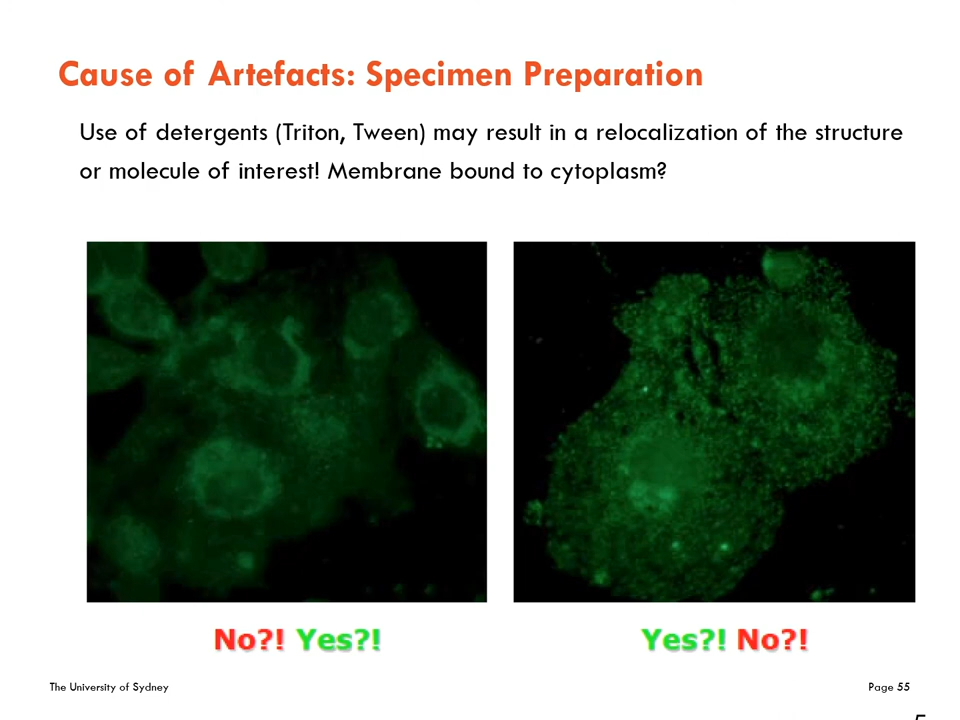 Cause of Artefacts: Specimen Preparation
Use of detergents (Triton, Tween) may result in a relocalization of the structure
or molecule of interest! Membrane bound to cytoplasm?
No?! Yes?!
Yes?! No?!
The University of Sydney
Page 55